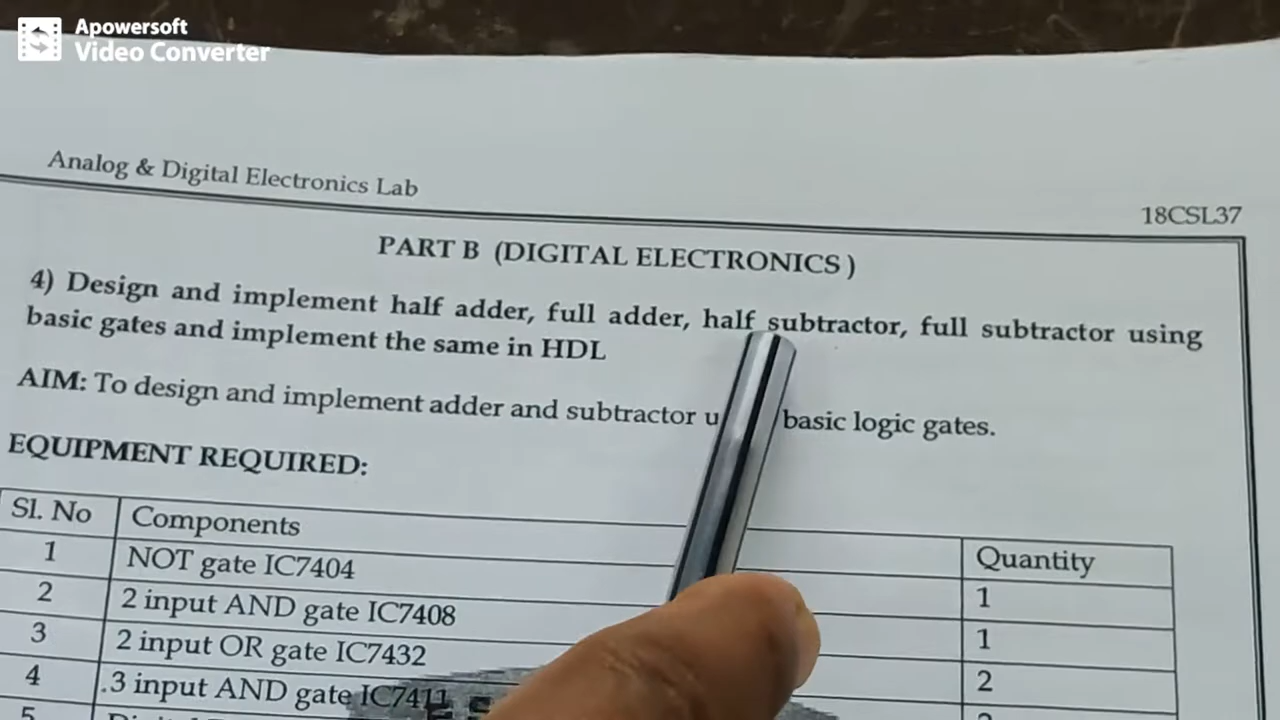 Apowersoft
Video Converter
Analog & Digital Electronics Lab
18CSL37
PART B (DIGITAL ELECTRONICS )
4) Design and implement half adder, full adder, half subtractor, full subtractor using
basic gates and implement the same in HDL
AIM: To design and implement adder and subtractor u basic logic gates.
EQUIPMENT REQUIRED:
Sl. No Components Quantity
1 NOT gate IC7404 1
2 2 input AND gate IC7408 1
3 2 input OR gate IC7432 2
4 .3 input AND gate IC7411
5